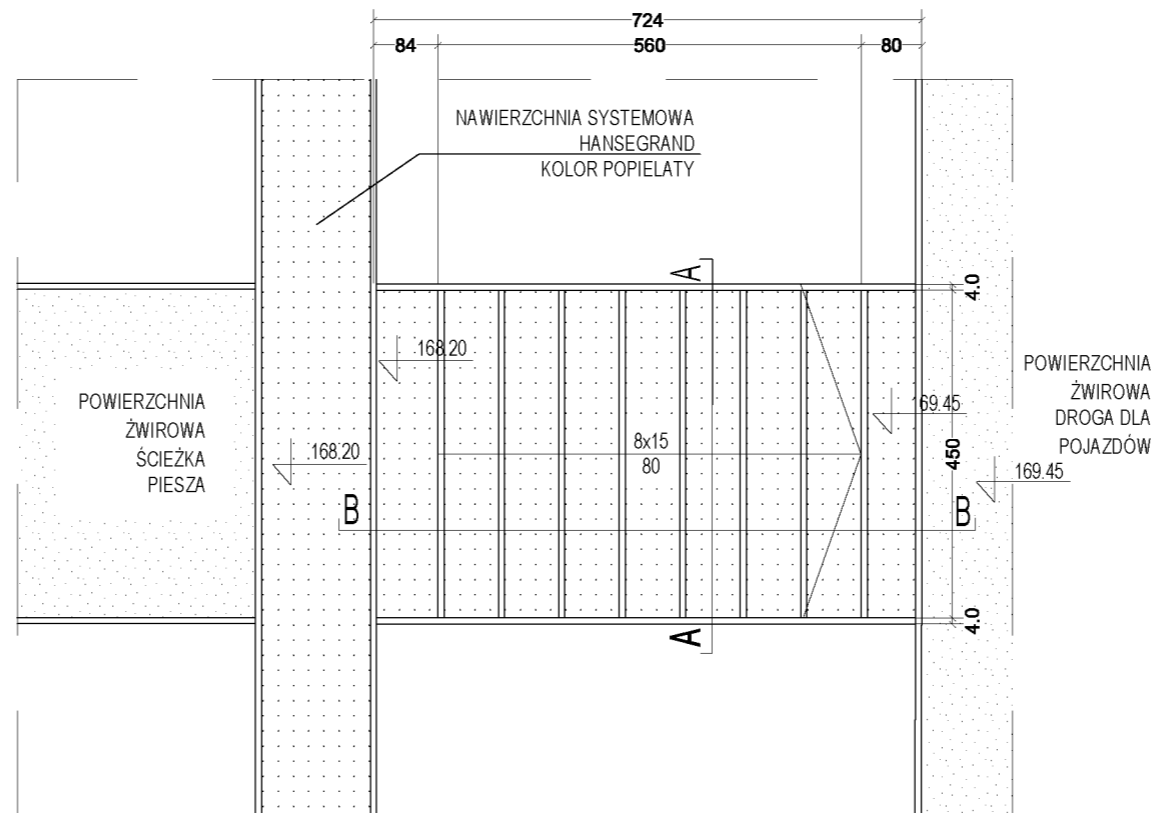 724
84
560
80
NAWIERZCHNIA SYSTEMOWA
HANSEGRAND
KOLOR POPIELATY
A
4.0
168.20
POWIERZCHNIA
ŻWIROWA
DROGA DLA
POJAZDÓW
POWIERZCHNIA
ŻWIROWA
ŚCIEŻKA
PIESZA
169.45
8x15
80
168.20
450
169.45
B
B
4.0
A